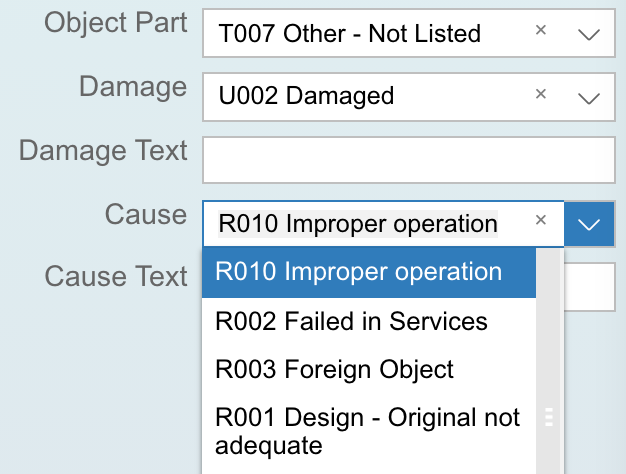 Object Part T007 Other - Not Listed ×
Damage U002 Damaged ×
Damage Text
Cause R010 Improper operation ×
Cause Text
R010 Improper operation
R002 Failed in Services
R003 Foreign Object
R001 Design - Original not
adequate